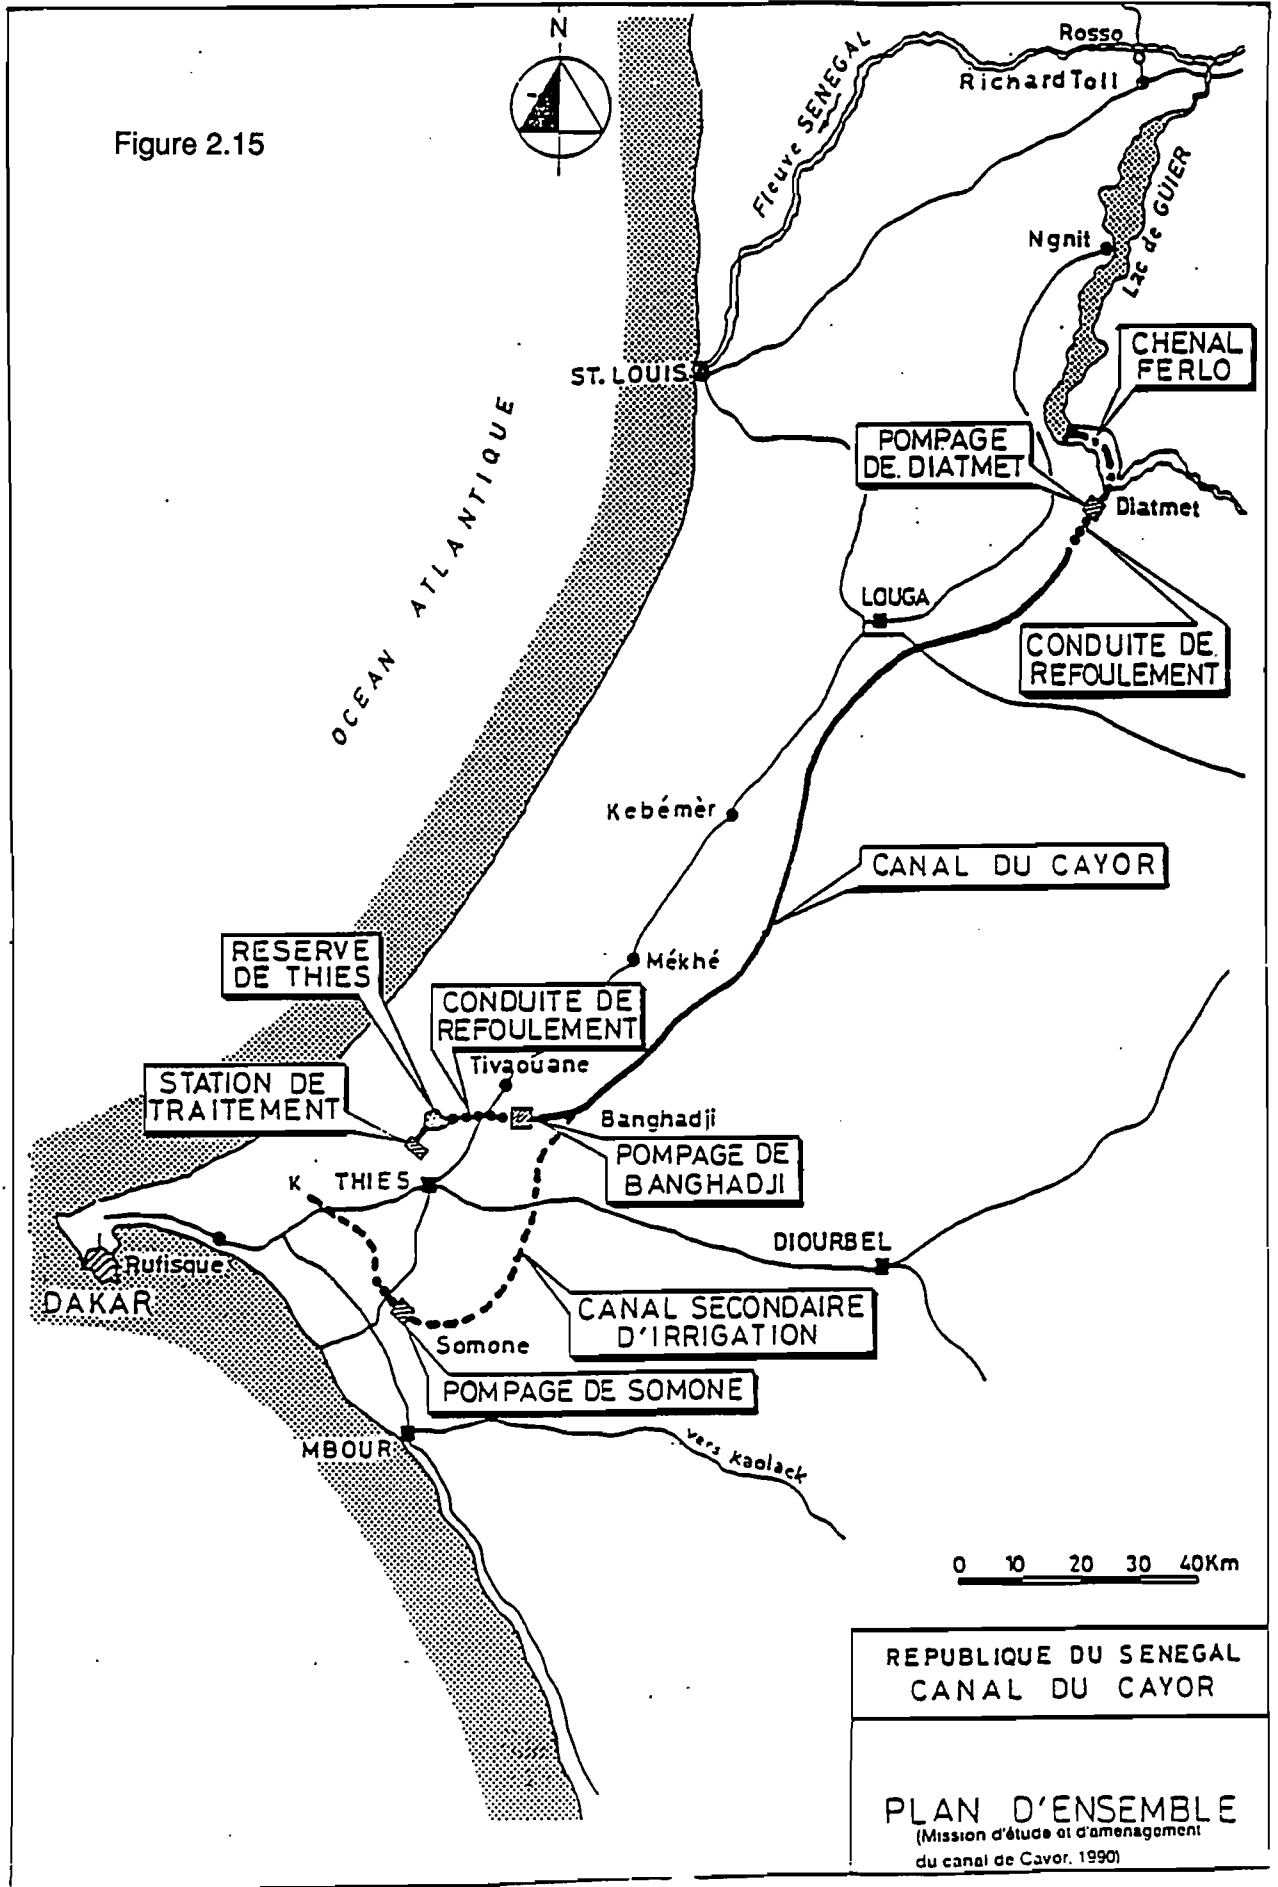 Figure 2.15
N
Rosso
Richard Toll
Fleuve SENEGAL
Lac de GUIER
Ngnit
CHENAL
FERLO
ST. LOUIS
POMPAGE
DE. DIATMET
Diatmet
OCEAN ATLANTIQUE
LOUGA
CONDUITE DE.
REFOULEMENT
Kebémèr
CANAL DU CAYOR
RESERVE
DE THIES
Mékhé
CONDUITE DE
REFOULEMENT
Tivaouane
STATION DE
TRAITEMENT
Banghadji
POMPAGE DE
BANGHADJI
K
THIES
DIOURBEL
Rufisque
DAKAR
CANAL SECONDAIRE
D'IRRIGATION
Somone
POMPAGE DE SOMONE
MBOUR
vers Kaolack
0 10 20 30 40Km
REPUBLIQUE DU SENEGAL
CANAL DU CAYOR
PLAN D'ENSEMBLE
(Mission d'étude et d'amenagement
du canal de Cavor, 1990)